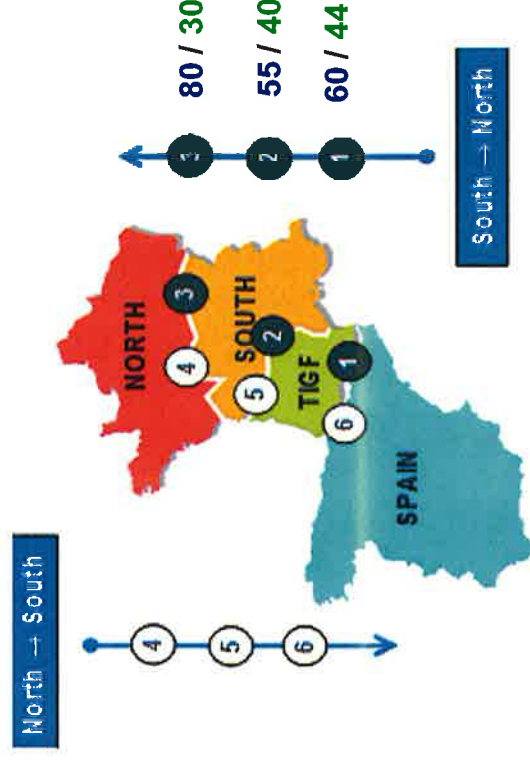 North → South
4
5
6
NORTH
SOUTH
TIGF
SPAIN
4
3
5
2
6
1
3
80 / 30
2
55 / 40
1
60 / 44
South → North